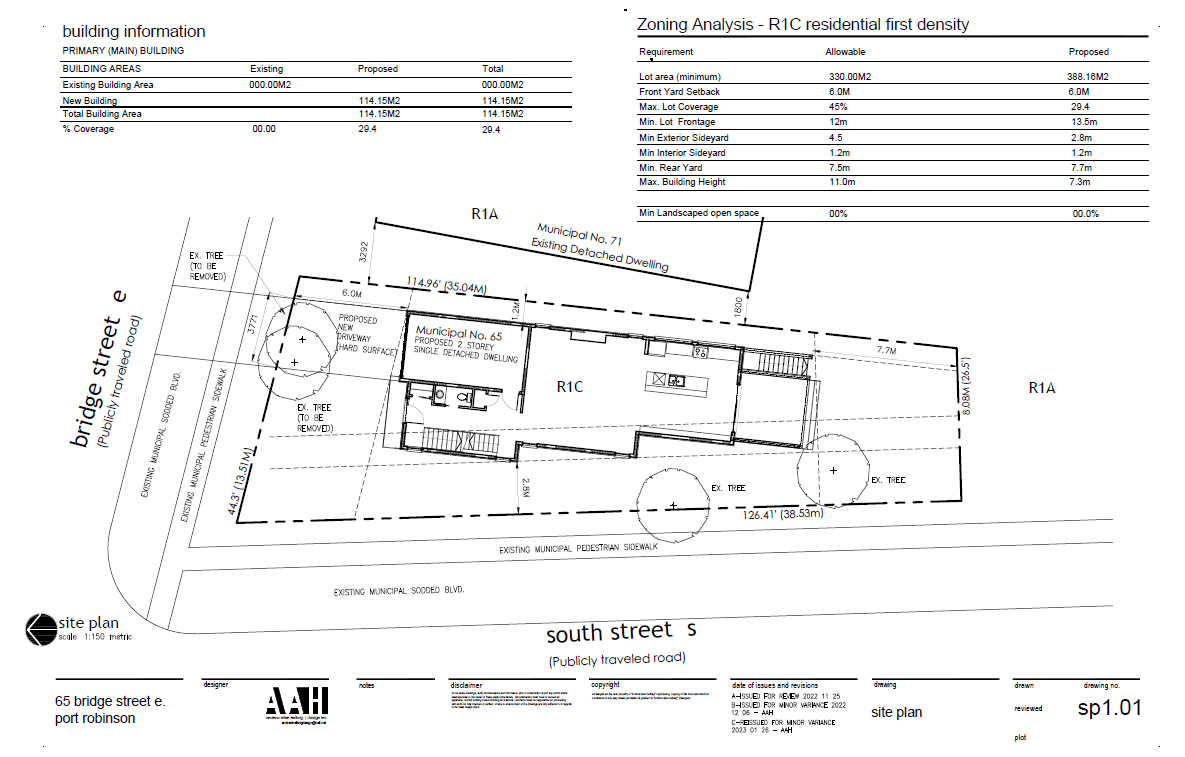 building information
PRIMARY (MAIN) BUILDING
BUILDING AREAS Existing Proposed Total
Existing Building Area 000.00M2 000.00M2
New Building 114.15M2 114.15M2
Total Building Area 114.15M2 114.15M2
% Coverage 00.00 29.4 29.4
Zoning Analysis - R1C residential first density
Requirement Allowable Proposed
Lot area (minimum) 330.00M2 388.16M2
Front Yard Setback 6.0M 6.0M
Max. Lot Coverage 45% 29.4
Min. Lot Frontage 12m 13.5m
Min Exterior Sideyard 4.5 2.8m
Min Interior Sideyard 1.2m 1.2m
Min. Rear Yard 7.5m 7.7m
Max. Building Height 11.0m 7.3m
Min Landscaped open space 00% 00.0%
R1A
Municipal No. 71
Existing Detached Dwelling
3292
EX. TREE
(TO BE
REMOVED)
114.96' (35.04M)
6.0M
1.2M
1800
3771
PROPOSED
NEW
DRIVEWAY
(HARD SURFACE)
Municipal No. 65
PROPOSED 2 STOREY
SINGLE DETACHED DWELLING
7.7M
R1C
R1A
8.08M (26.5')
bridge street e
(Publicly traveled road)
EXISTING MUNICIPAL SODDED BLVD.
EXISTING MUNICIPAL PEDESTRIAN SIDEWALK
EX. TREE
(TO BE
REMOVED)
44.3' (13.51M)
2.8M
EX. TREE
EX. TREE
126.41' (38.53m)
EXISTING MUNICIPAL PEDESTRIAN SIDEWALK
EXISTING MUNICIPAL SODDED BLVD.
site plan
scale 1:150 metric
south street s
(Publicly traveled road)
65 bridge street e.
port robinson
designer
AAH
notes
disclaimer
copyright
date of issues and revisions
A-ISSUED FOR REVIEW 2022 11 25
B-ISSUED FOR MINOR VARIANCE 2022
12 06 - AAH
C-REISSUED FOR MINOR VARIANCE
2023 01 26 - AAH
drawing
site plan
drawn
reviewed
plot
drawing no.
sp1.01